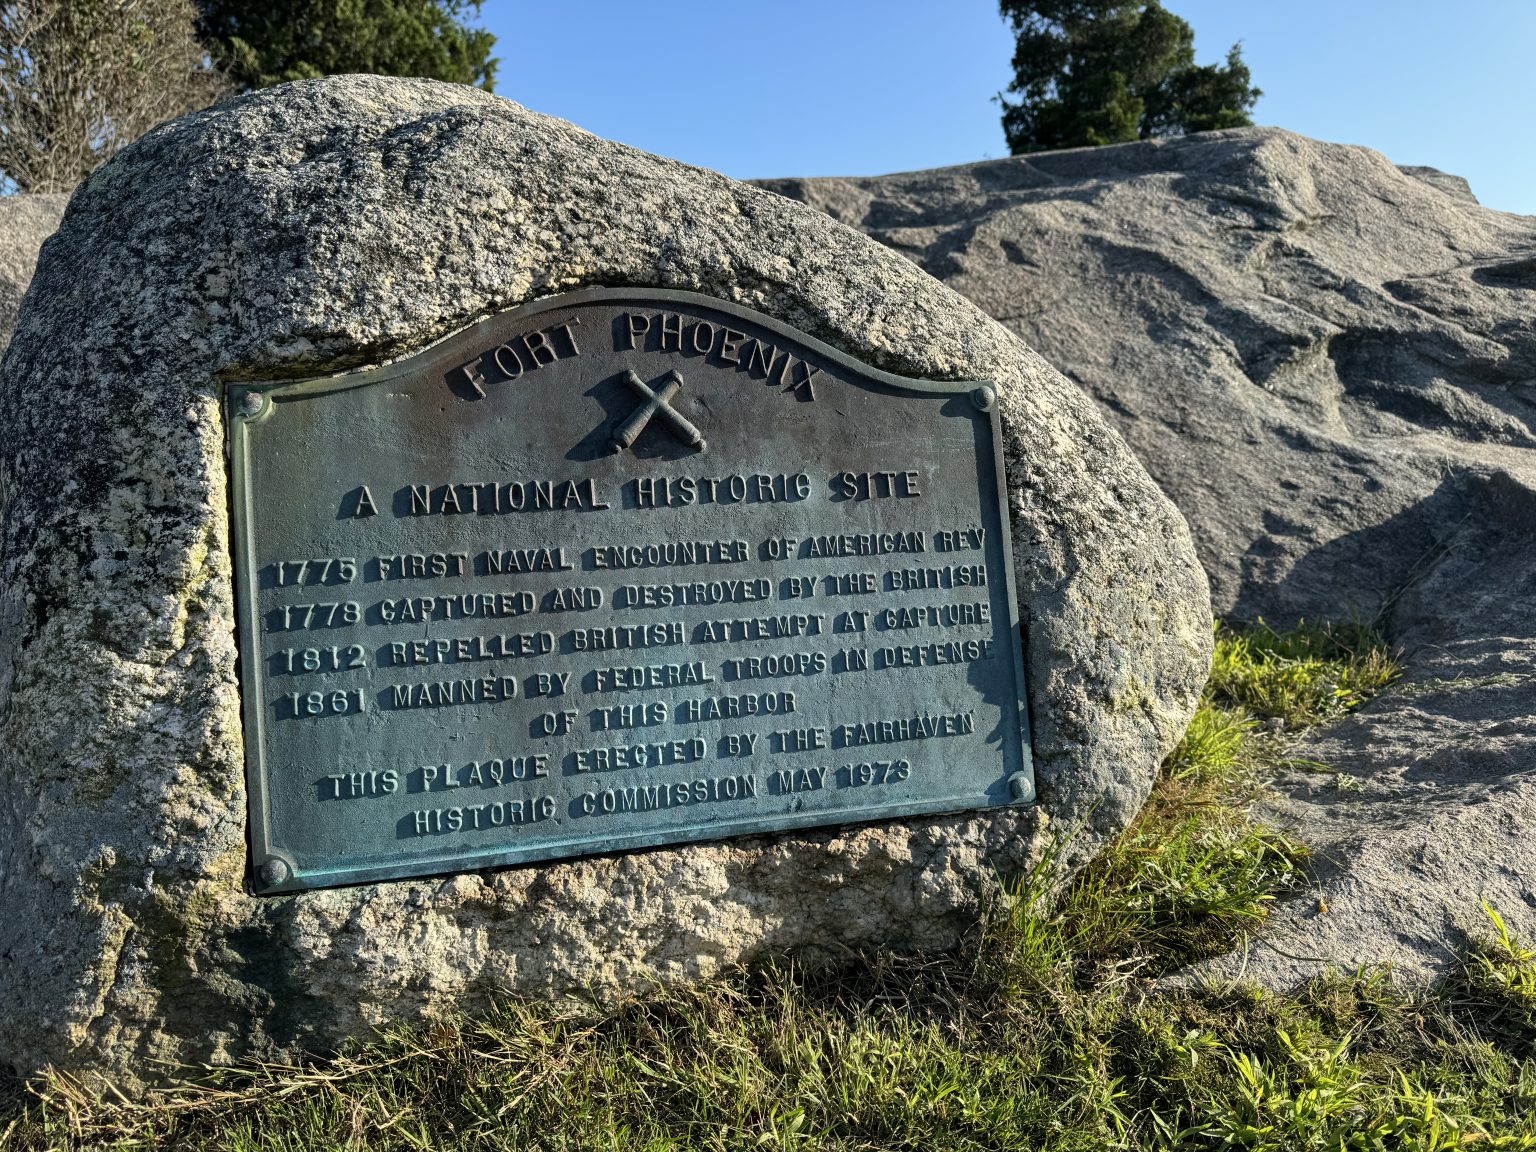 FORT PHOENIX
A NATIONAL HISTORIC SITE
1775 FIRST NAVAL ENCOUNTER OF AMERICAN REV
1778 CAPTURED AND DESTROYED BY THE BRITISH
1812 REPELLED BRITISH ATTEMPT AT CAPTURE
1861 MANNED BY FEDERAL TROOPS IN DEFENSE
OF THIS HARBOR
THIS PLAQUE ERECTED BY THE FAIRHAVEN
HISTORIC COMMISSION MAY 1973